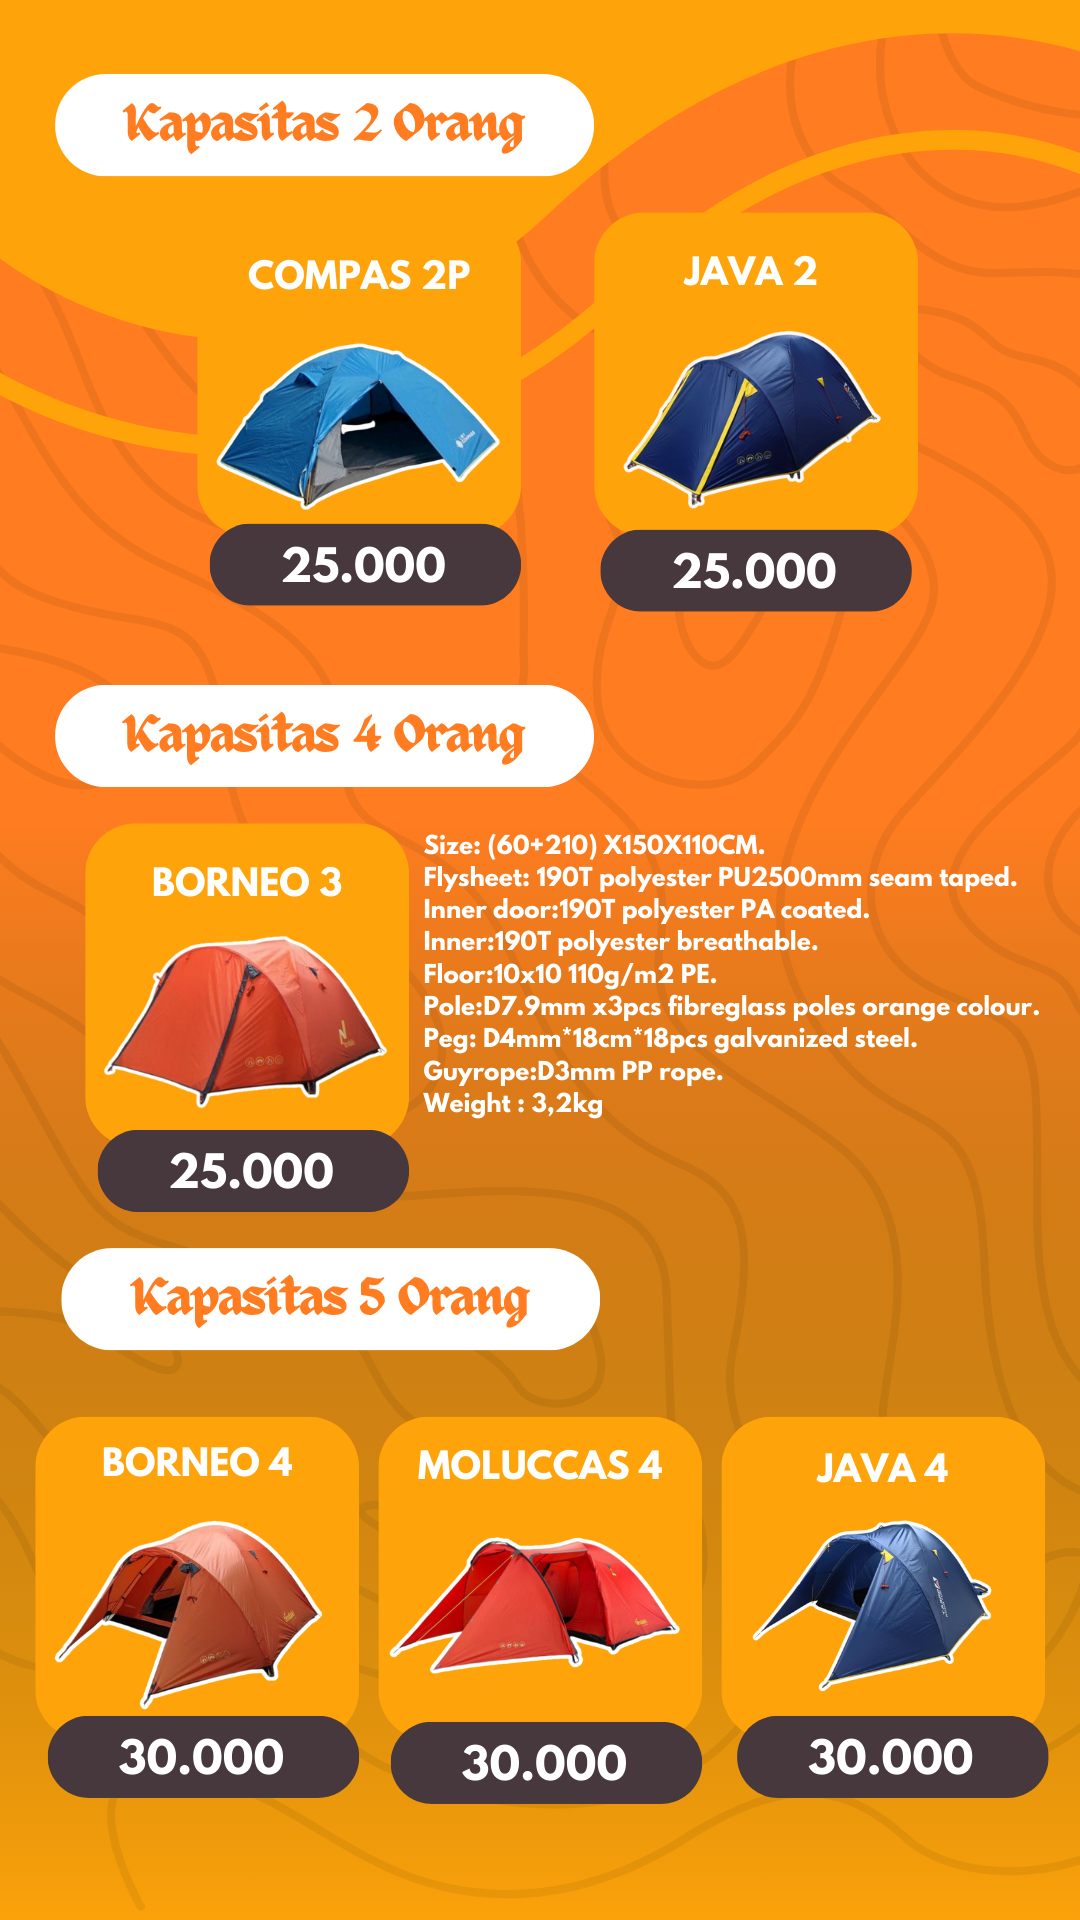 Kapasitas 2 Orang
COMPAS 2P
JAVA 2
25.000
25.000
Kapasitas 4 Orang
BORNEO 3
Size: (60+210) X150X110CM.
Flysheet: 190T polyester PU2500mm seam taped.
Inner door:190T polyester PA coated.
Inner:190T polyester breathable.
Floor:10x10 110g/m2 PE.
Pole:D7.9mm x3pcs fibreglass poles orange colour.
Peg: D4mm*18cm*18pcs galvanized steel.
Guyrope:D3mm PP rope.
Weight : 3,2kg
25.000
Kapasitas 5 Orang
BORNEO 4
MOLUCCAS 4
JAVA 4
30.000
30.000
30.000